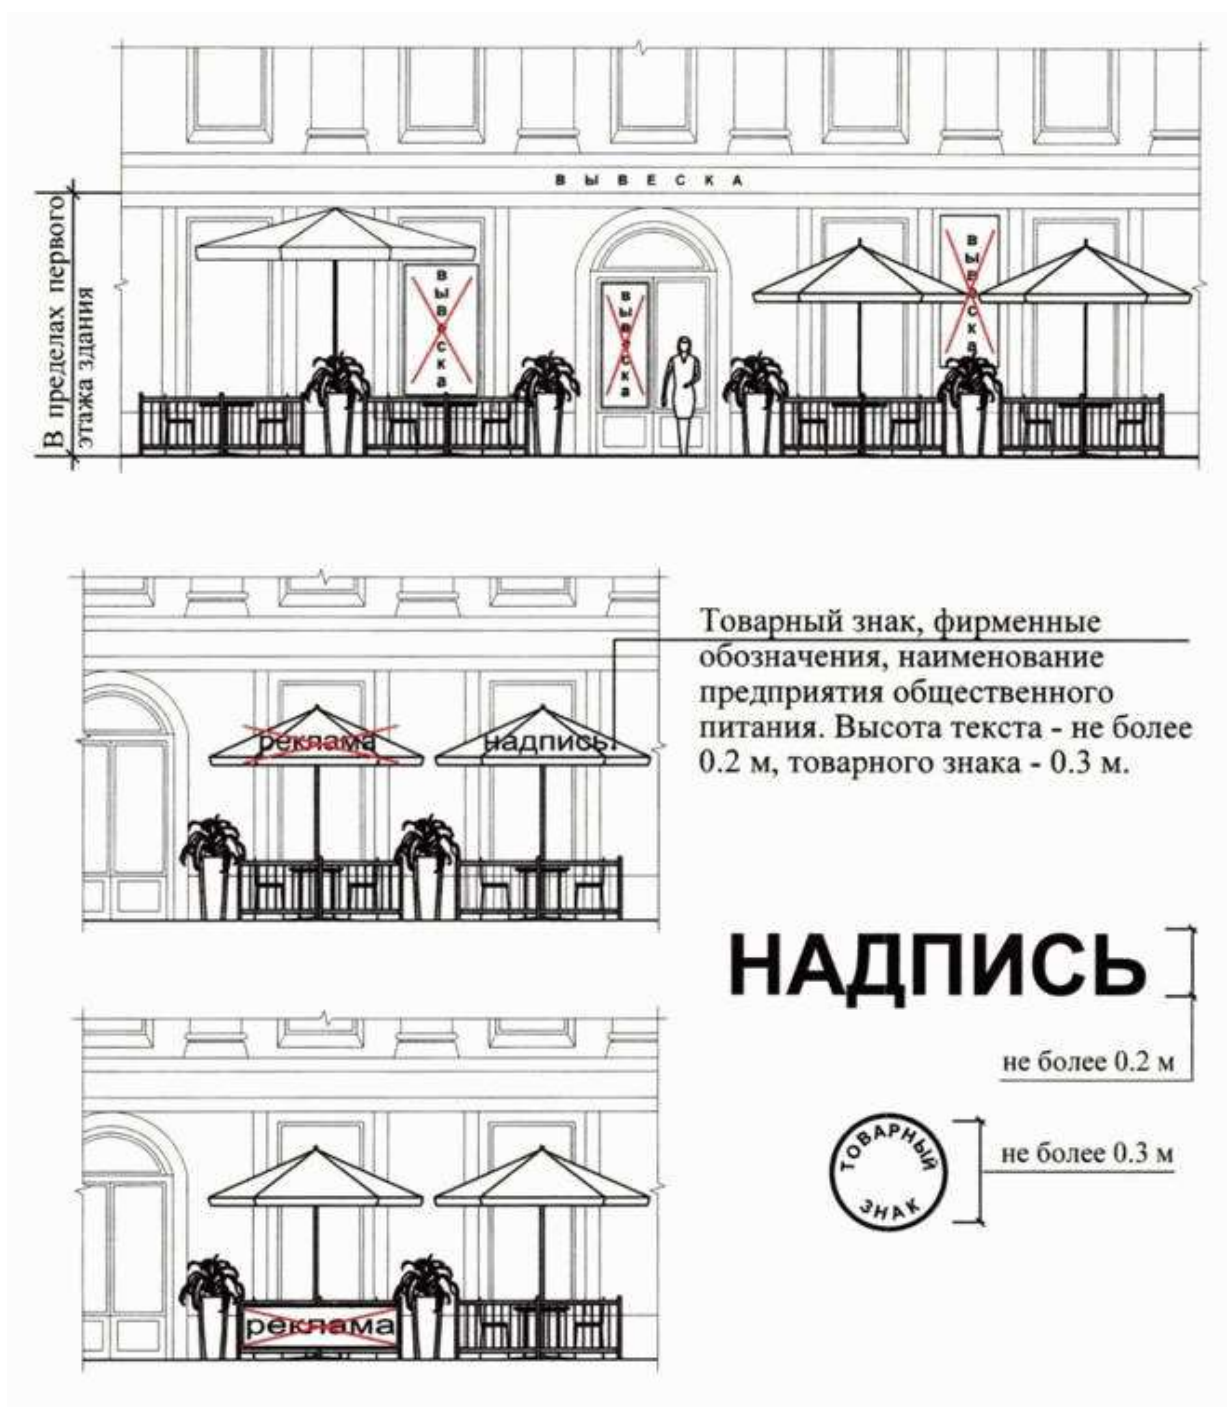 ВЫВЕСКА
В пределах первого
этажа здания
Вывеска
Вывеска
Вывеска
Товарный знак, фирменные
обозначения, наименование
предприятия общественного
питания. Высота текста - не более
0.2 м, товарного знака - 0.3 м.
реклама
надпись
НАДПИСЬ
не более 0.2 м
ТОВАРНЫЙ
ЗНАК
не более 0.3 м
реклама